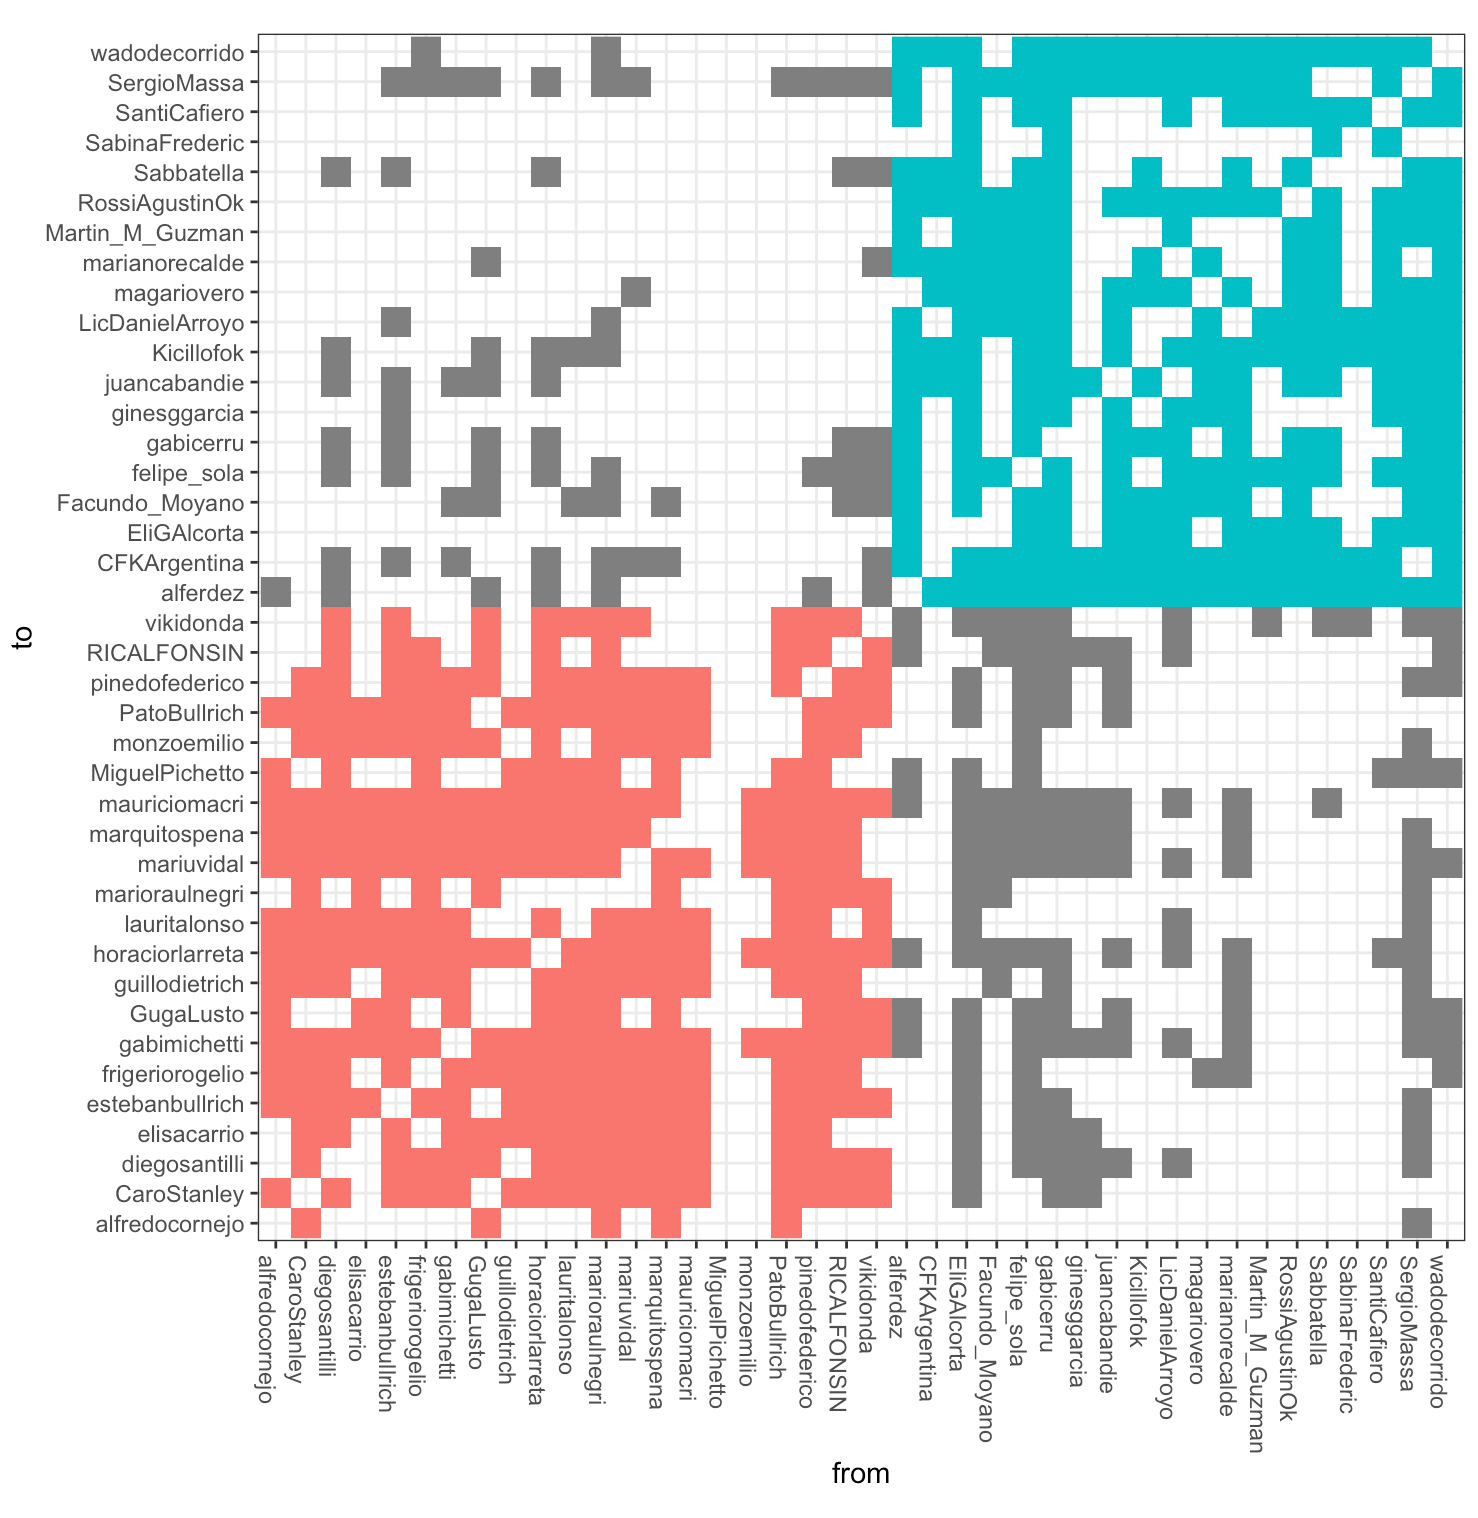 wadodecorrido
SergioMassa
SantiCafiero
SabinaFrederic
Sabbatella
RossiAgustinOk
Martin_M_Guzman
marianorecalde
magariovero
LicDanielArroyo
Kicillofok
juancabandie
ginesggarcia
gabicerru
felipe_sola
Facundo_Moyano
EliGAlcorta
CFKArgentina
alferdez
vikidonda
RICALFONSIN
pinedofederico
PatoBullrich
monzoemilio
MiguelPichetto
mauriciomacri
marquitospena
mariuvidal
marioraulnegri
lauritalonso
horaciorlarreta
guillodietrich
GugaLusto
gabimichetti
frigeriorogelio
estebanbullrich
elisacarrio
diegosantilli
CaroStanley
alfredocornejo
to
alfredocornejo
CaroStanley
diegosantilli
elisacarrio
estebanbullrich
frigeriorogelio
gabimichetti
GugaLusto
guillodietrich
horaciorlarreta
lauritalonso
marioraulnegri
mariuvidal
marquitospena
mauriciomacri
MiguelPichetto
monzoemilio
PatoBullrich
pinedofederico
RICALFONSIN
vikidonda
alferdez
CFKArgentina
EliGAlcorta
Facundo_Moyano
felipe_sola
gabicerru
ginesggarcia
juancabandie
Kicillofok
LicDanielArroyo
magariovero
marianorecalde
Martin_M_Guzman
RossiAgustinOk
Sabbatella
SabinaFrederic
SantiCafiero
SergioMassa
wadodecorrido
from